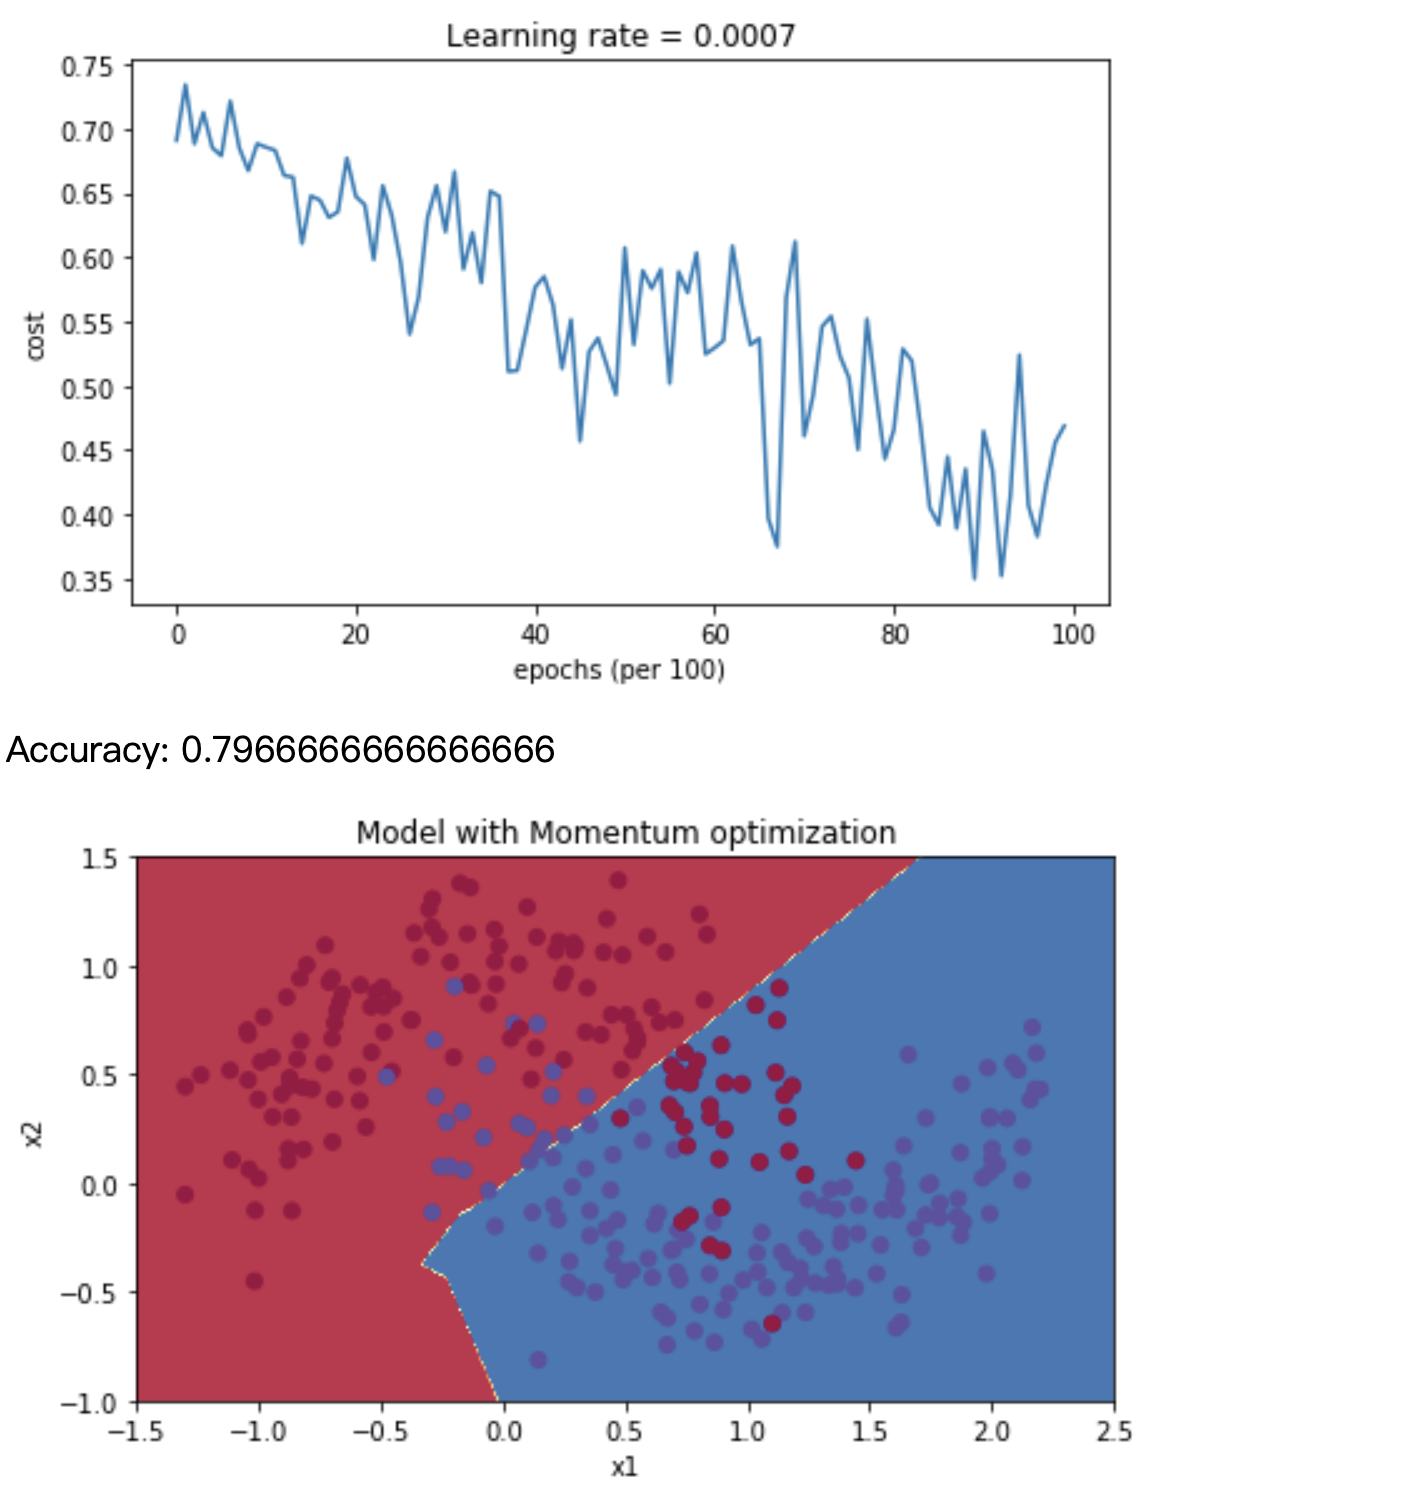 Learning rate = 0.0007
0.75
0.70
0.65
0.60
0.55
0.50
0.45
0.40
0.35
cost
0 20 40 60 80 100
epochs (per 100)
Accuracy: 0.7966666666666666
Model with Momentum optimization
1.5
1.0
0.5
0.0
−0.5
−1.0
x2
−1.5 −1.0 −0.5 0.0 0.5 1.0 1.5 2.0 2.5
x1